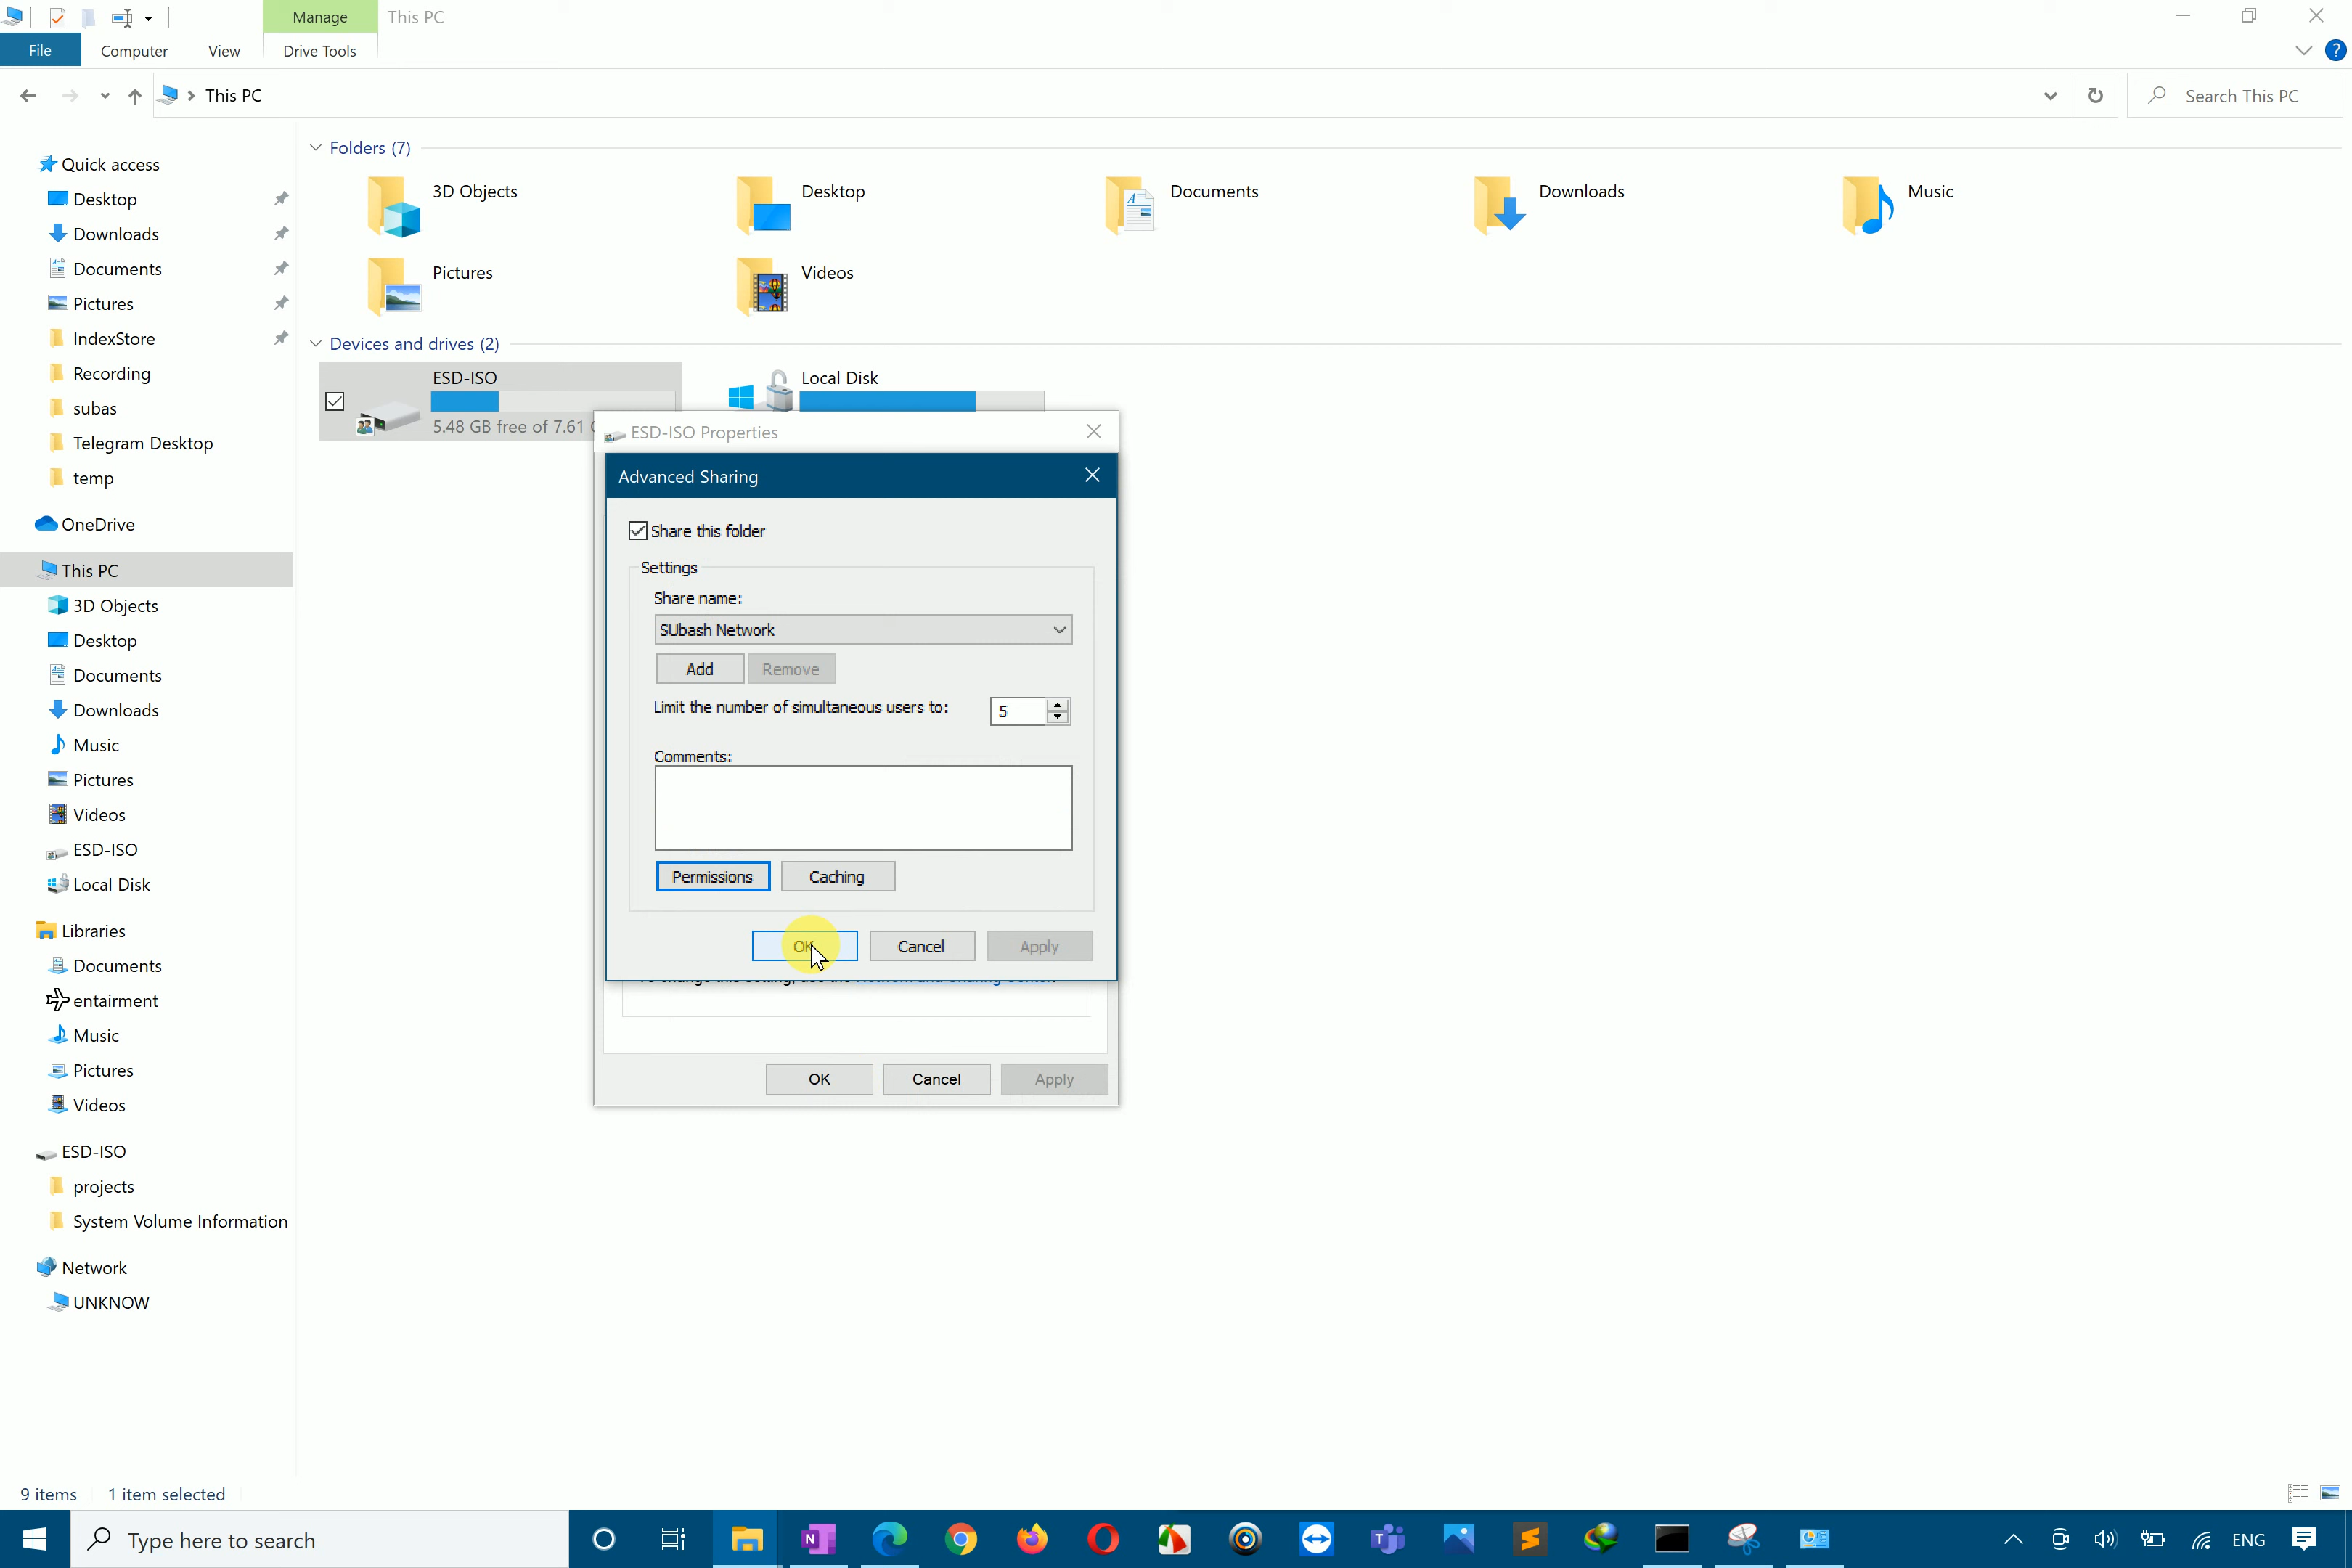 Manage
This PC
File
Computer
View
Drive Tools
This PC
Search This PC
Quick access
Desktop
Downloads
Documents
Pictures
IndexStore
Recording
subas
Telegram Desktop
temp
OneDrive
This PC
3D Objects
Desktop
Documents
Downloads
Music
Pictures
Videos
ESD-ISO
Local Disk
Libraries
Documents
entairment
Music
Pictures
Videos
ESD-ISO
projects
System Volume Information
Network
UNKNOW
Folders (7)
3D Objects
Desktop
Documents
Downloads
Music
Pictures
Videos
Devices and drives (2)
ESD-ISO
5.48 GB free of 7.61
Local Disk
ESD-ISO Properties
Advanced Sharing
Share this folder
Settings
Share name:
SUbash Network
Add
Remove
Limit the number of simultaneous users to:
5
Comments:
Permissions
Caching
OK
Cancel
Apply
OK
Cancel
Apply
9 items
1 item selected
Type here to search
ENG